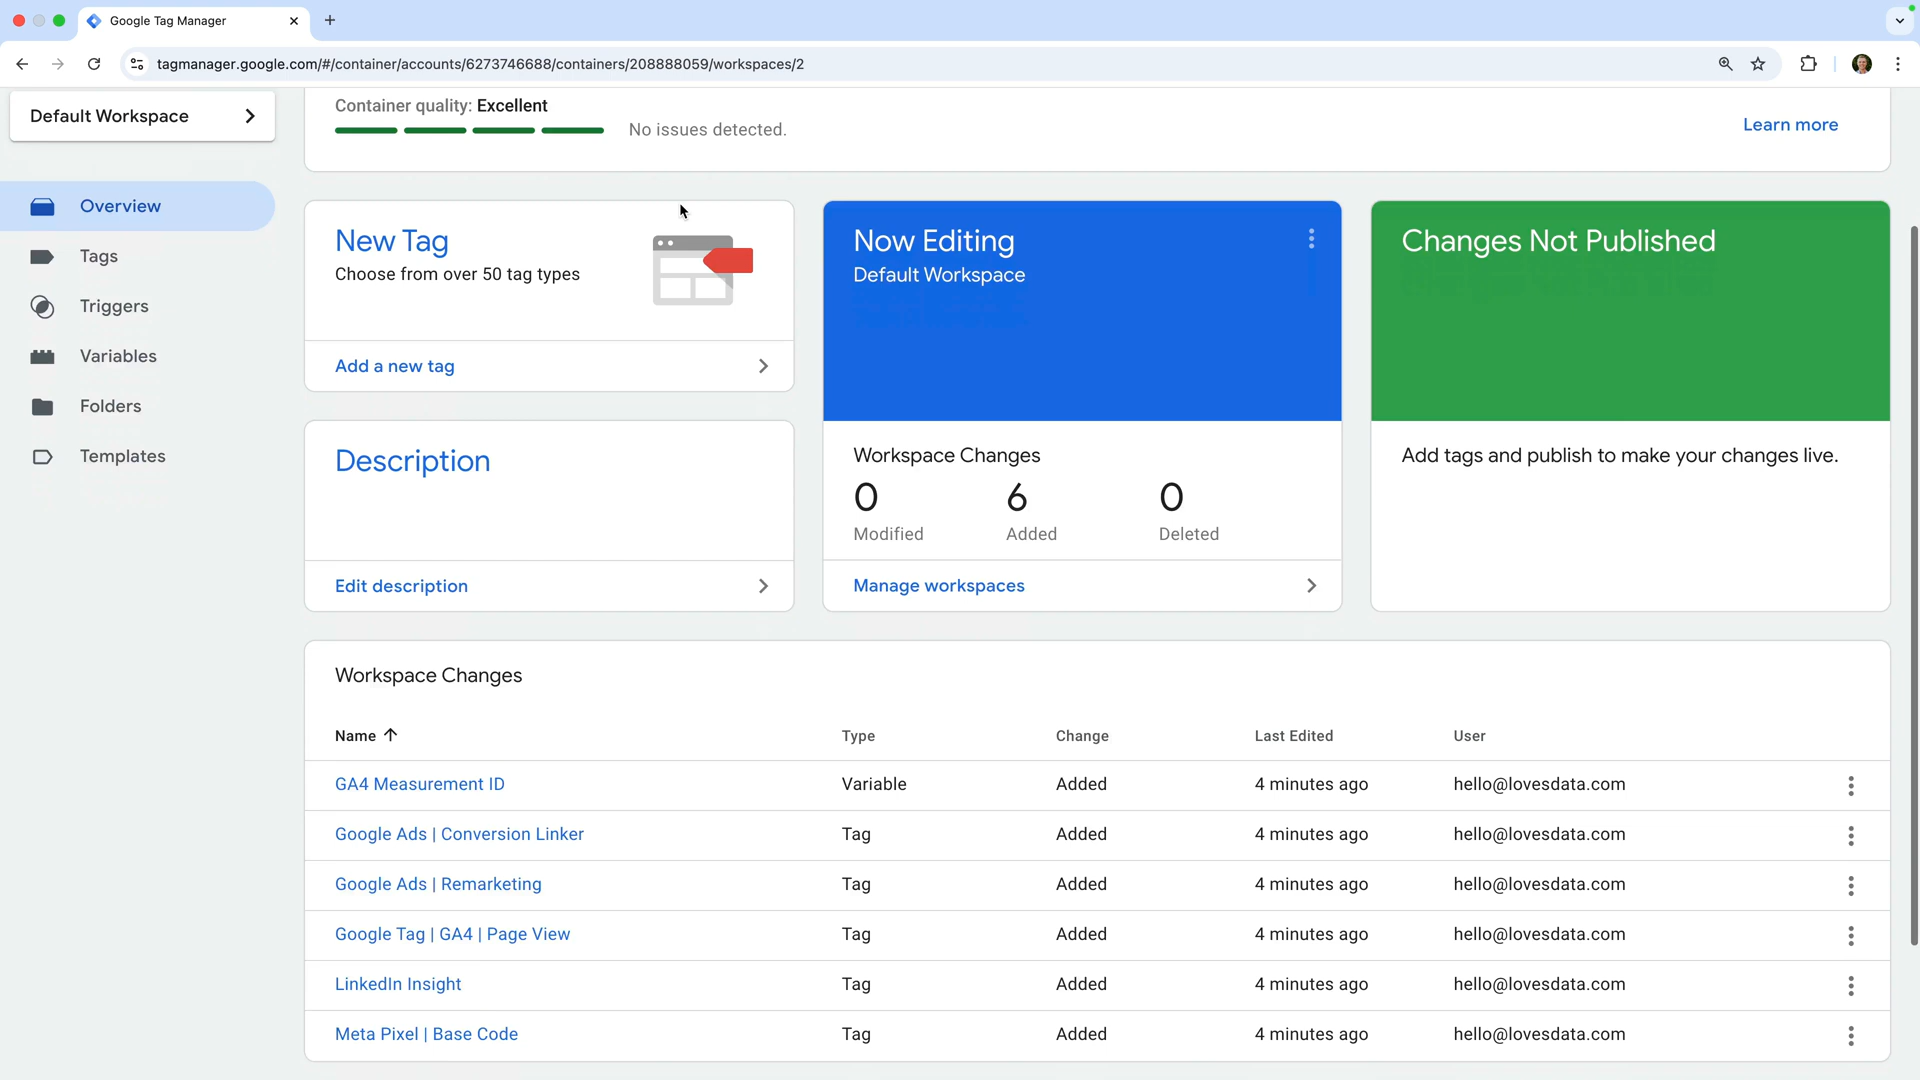 Google Tag Manager
tagmanager.google.com/#/container/accounts/6273746688/containers/208888059/workspaces/2
Default Workspace
Container quality: Excellent
No issues detected.
Learn more
Overview
Tags
Triggers
Variables
Folders
Templates
New Tag
Choose from over 50 tag types
Add a new tag
Description
Edit description
Now Editing
Default Workspace
Workspace Changes
0 6 0
Modified Added Deleted
Manage workspaces
Changes Not Published
Add tags and publish to make your changes live.
Workspace Changes
Name Type Change Last Edited User
GA4 Measurement ID Variable Added 4 minutes ago hello@lovesdata.com
Google Ads | Conversion Linker Tag Added 4 minutes ago hello@lovesdata.com
Google Ads | Remarketing Tag Added 4 minutes ago hello@lovesdata.com
Google Tag | GA4 | Page View Tag Added 4 minutes ago hello@lovesdata.com
LinkedIn Insight Tag Added 4 minutes ago hello@lovesdata.com
Meta Pixel | Base Code Tag Added 4 minutes ago hello@lovesdata.com